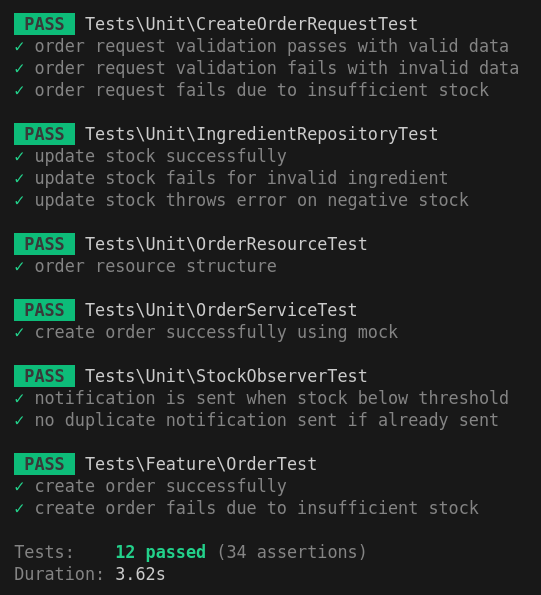 PASS Tests\Unit\CreateOrderRequestTest
✓ order request validation passes with valid data
✓ order request validation fails with invalid data
✓ order request fails due to insufficient stock
PASS Tests\Unit\IngredientRepositoryTest
✓ update stock successfully
✓ update stock fails for invalid ingredient
✓ update stock throws error on negative stock
PASS Tests\Unit\OrderResourceTest
✓ order resource structure
PASS Tests\Unit\OrderServiceTest
✓ create order successfully using mock
PASS Tests\Unit\StockObserverTest
✓ notification is sent when stock below threshold
✓ no duplicate notification sent if already sent
PASS Tests\Feature\OrderTest
✓ create order successfully
✓ create order fails due to insufficient stock
Tests: 12 passed (34 assertions)
Duration: 3.62s